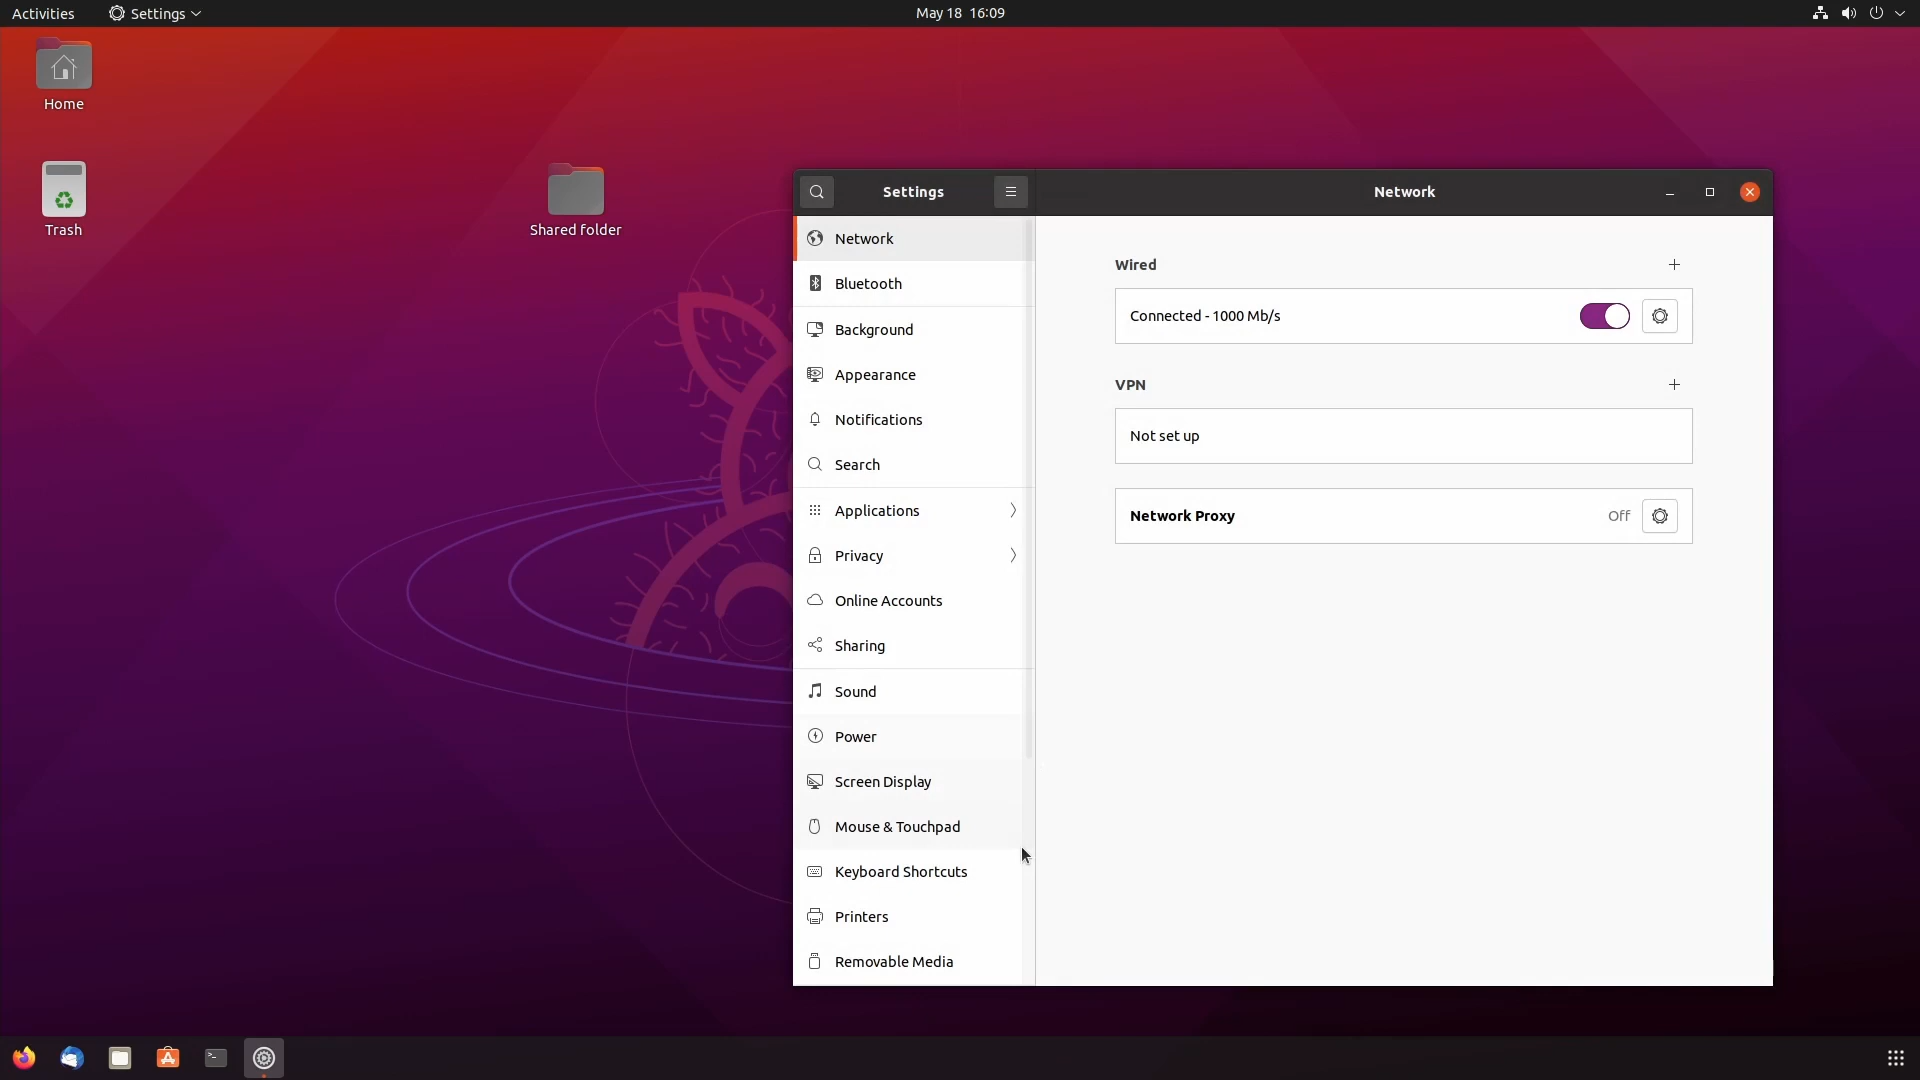 Activities
Settings
May 18 16:09
Home
Trash
Shared folder
Settings
Network
Network
Bluetooth
Background
Appearance
Notifications
Search
Applications
Privacy
Online Accounts
Sharing
Sound
Power
Screen Display
Mouse & Touchpad
Keyboard Shortcuts
Printers
Removable Media
Wired
Connected - 1000 Mb/s
VPN
Not set up
Network Proxy
Off